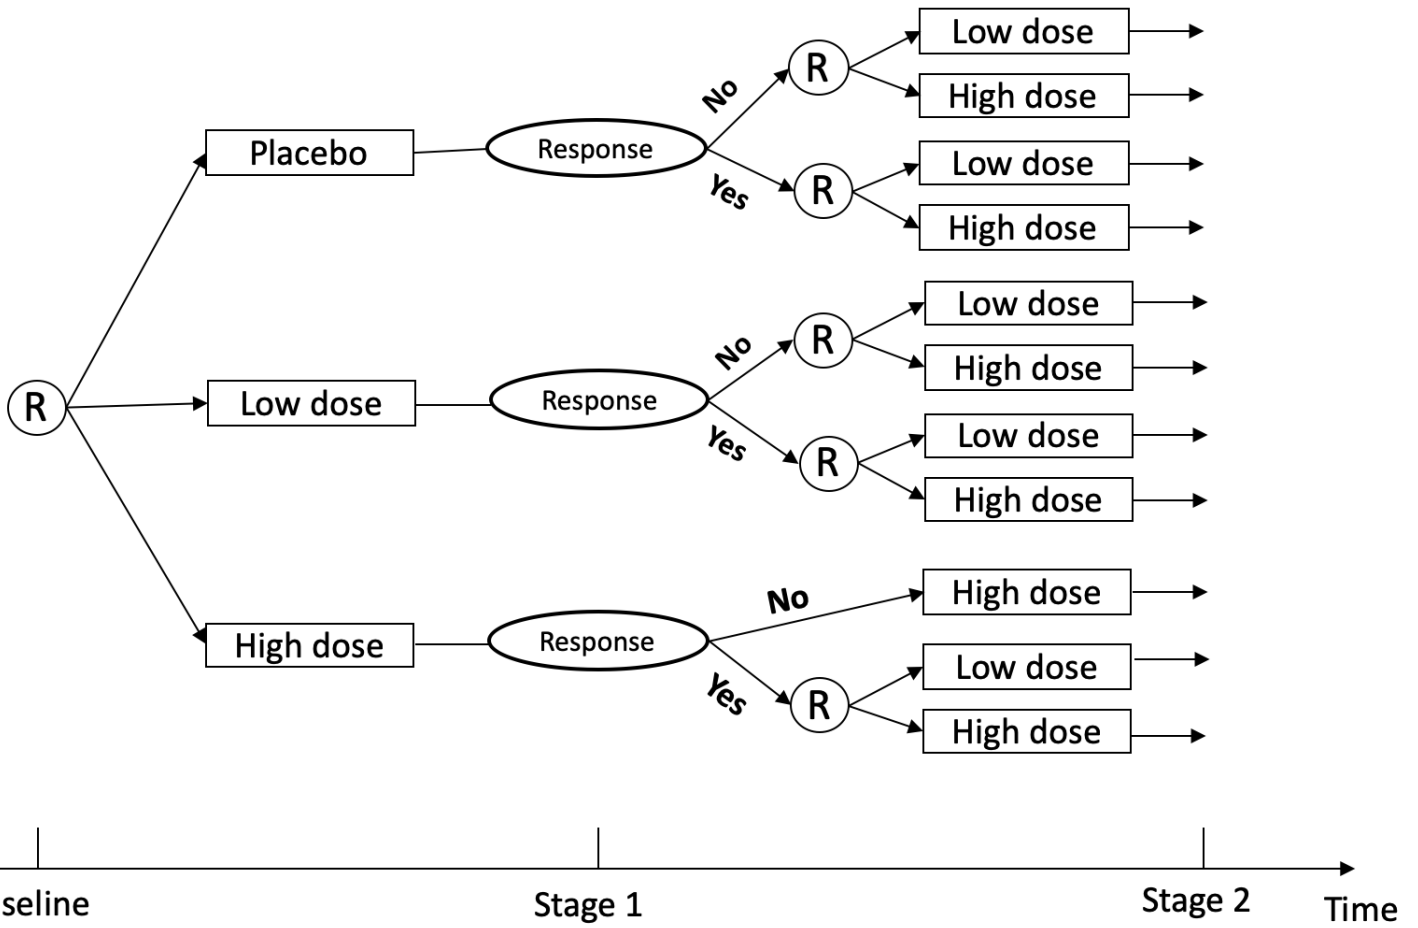 R
Placebo
Response
No
R
Low dose
High dose
Yes
R
Low dose
High dose
Low dose
Response
No
R
Low dose
High dose
Yes
R
Low dose
High dose
High dose
Response
No
High dose
Yes
R
Low dose
High dose
seline
Stage 1
Stage 2
Time